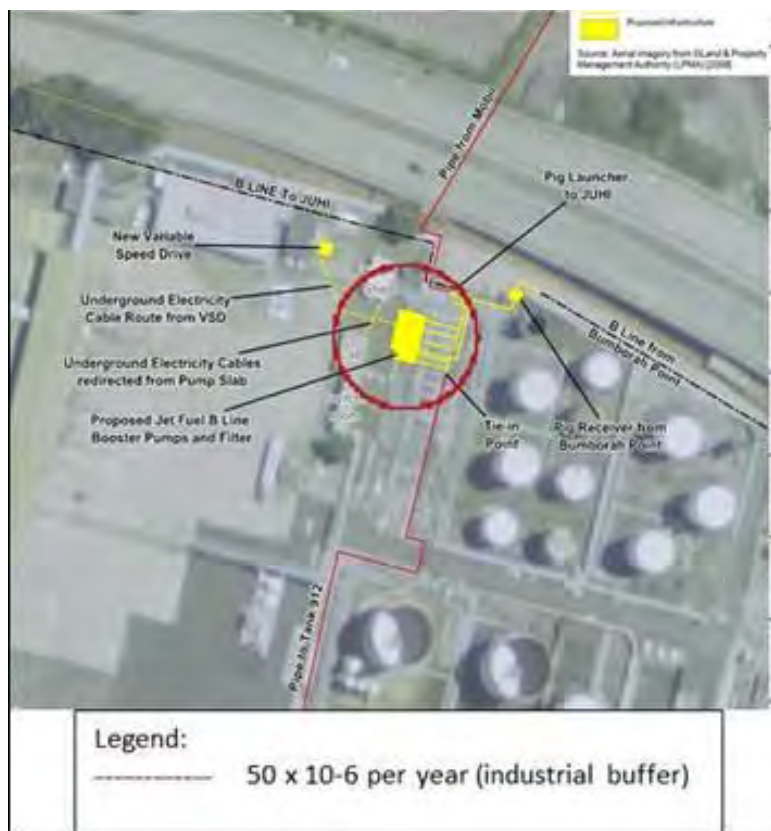 Proposed Infrastructure
Source: Aerial imagery from ©Land & Property
Management Authority (LPMA) [2009]
Pipe from Mobil
B LINE To JUHI
Pig Launcher
to JUHI
New Variable
Speed Drive
Underground Electricity
Cable Route from VSD
B Line from
Bumborah Point
Underground Electricity Cables
redirected from Pump Slab
Proposed Jet Fuel B Line
Booster Pumps and Filter
Tie-in
Point
Pig Receiver from
Bumborah Point
Pipe to Tank 912
Legend:
50 x 10-6 per year (industrial buffer)